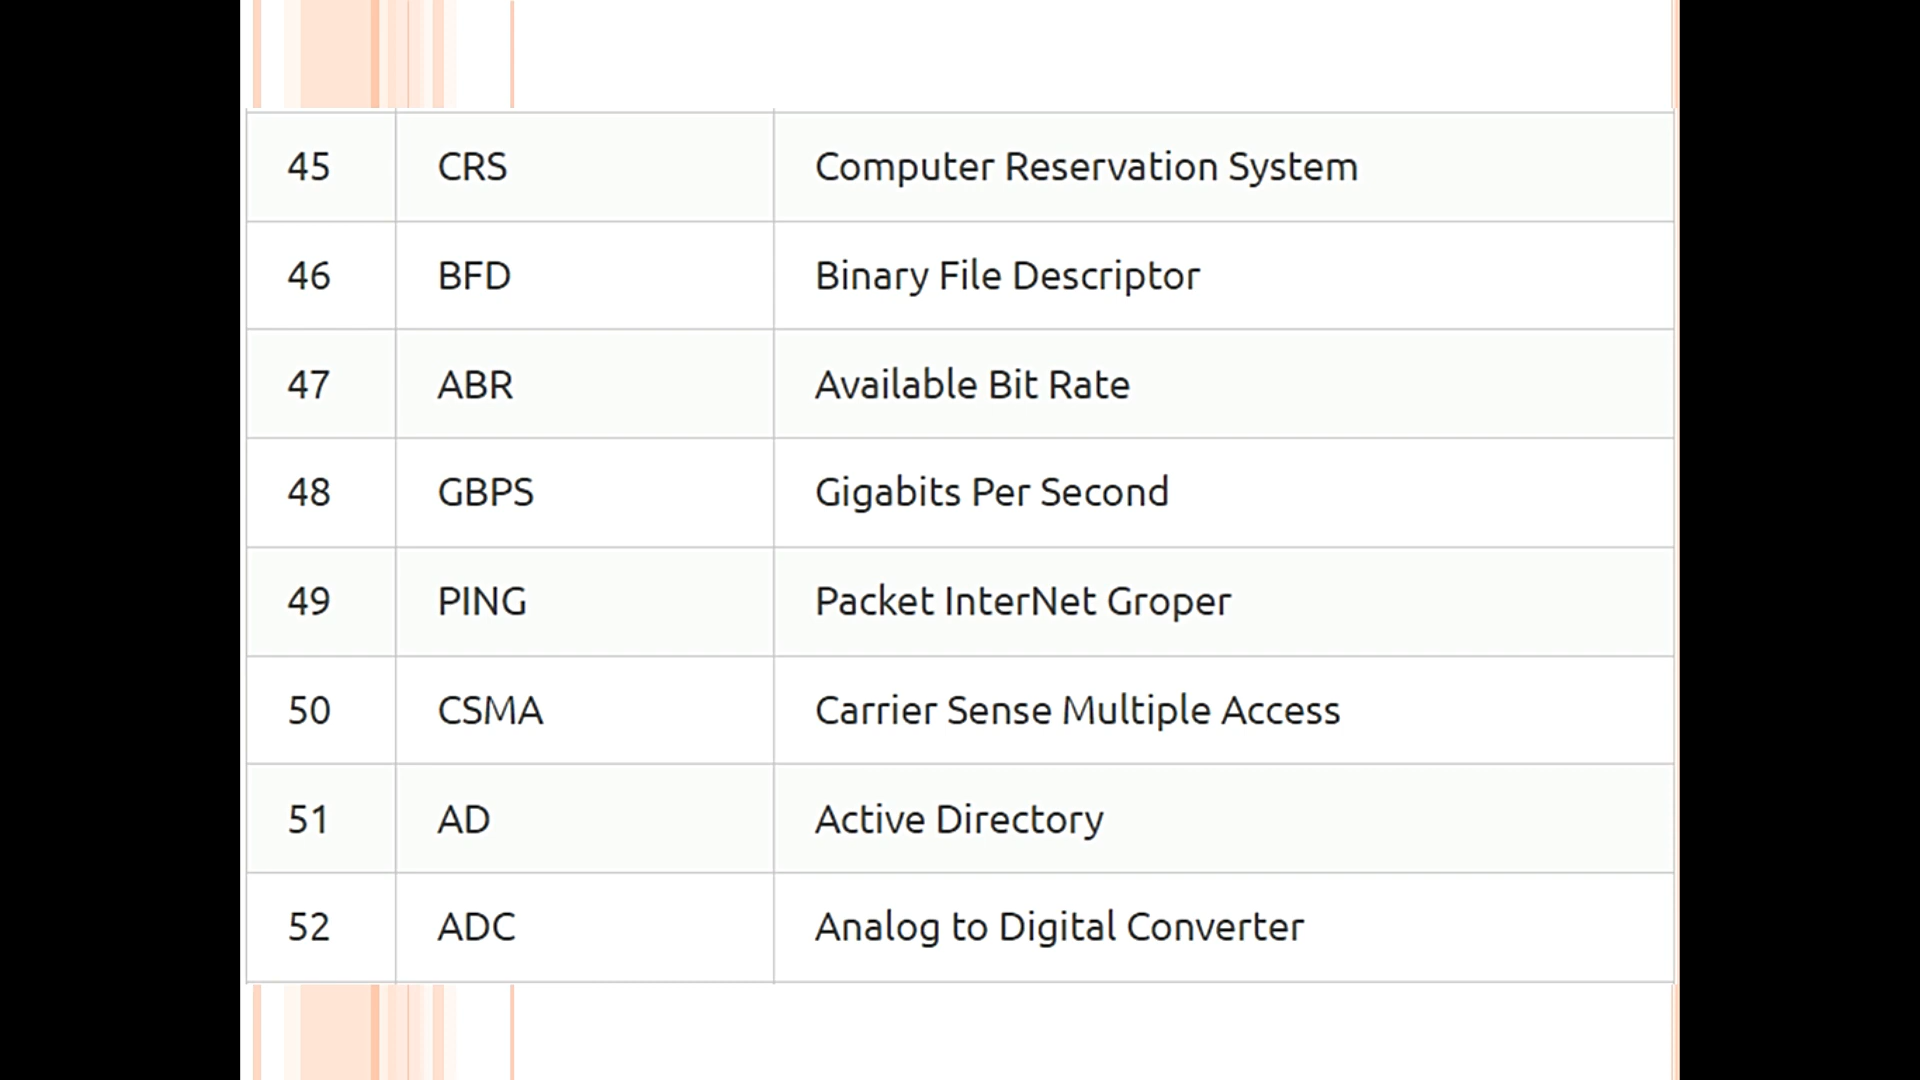 45 CRS Computer Reservation System
46 BFD Binary File Descriptor
47 ABR Available Bit Rate
48 GBPS Gigabits Per Second
49 PING Packet InterNet Groper
50 CSMA Carrier Sense Multiple Access
51 AD Active Directory
52 ADC Analog to Digital Converter